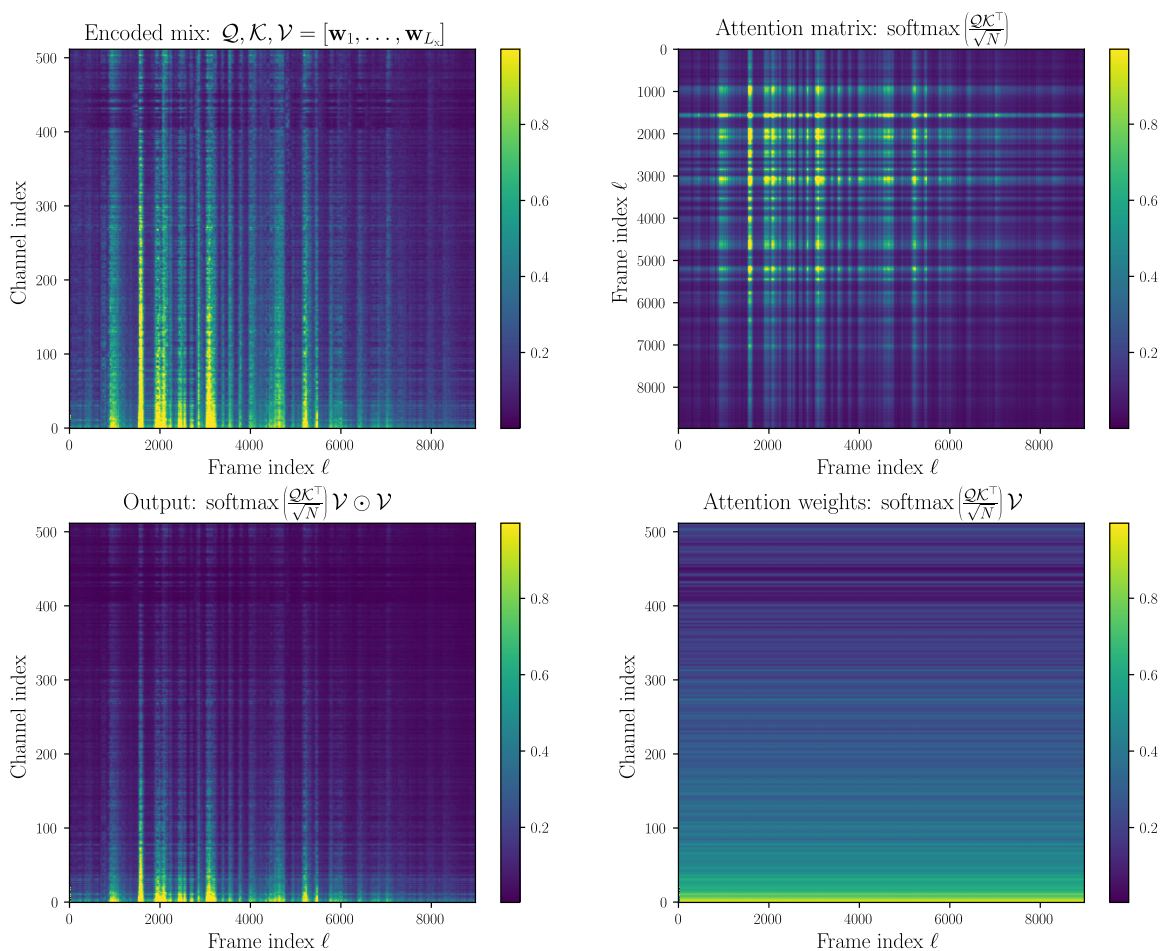 Encoded mix: 𝒬, 𝒦, 𝒱 = [w₁, . . . , w_{Lₓ}]
500
400
300
200
100
0
Channel index
0 2000 4000 6000 8000
Frame index ℓ
0.8
0.6
0.4
0.2
Attention matrix: softmax (𝒬𝒦⊤/√N)
0
1000
2000
3000
4000
5000
6000
7000
8000
Frame index ℓ
0 2000 4000 6000 8000
Frame index ℓ
0.8
0.6
0.4
0.2
Output: softmax (𝒬𝒦⊤/√N) 𝒱 ⊙ 𝒱
500
400
300
200
100
0
Channel index
0 2000 4000 6000 8000
Frame index ℓ
0.8
0.6
0.4
0.2
Attention weights: softmax (𝒬𝒦⊤/√N) 𝒱
500
400
300
200
100
0
Channel index
0 2000 4000 6000 8000
Frame index ℓ
0.8
0.6
0.4
0.2